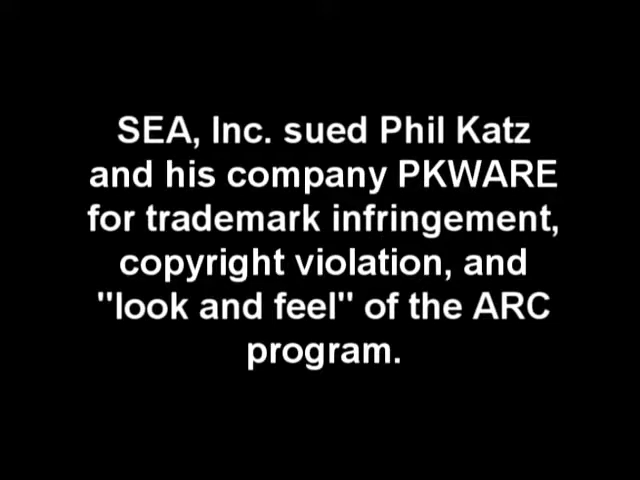 SEA, Inc. sued Phil Katz
and his company PKWARE
for trademark infringement,
copyright violation, and
"look and feel" of the ARC
program.